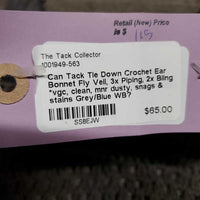 Retail (New) Price
is $ 115
The Tack Collector
1001949-563
Can Tack Tie Down Crochet Ear
Bonnet Fly Veil, 3x Piping, 2x Bling
*vgc, clean, mnr dusty, snags &
stains Grey/Blue WB?
$65.00
SS8EJW